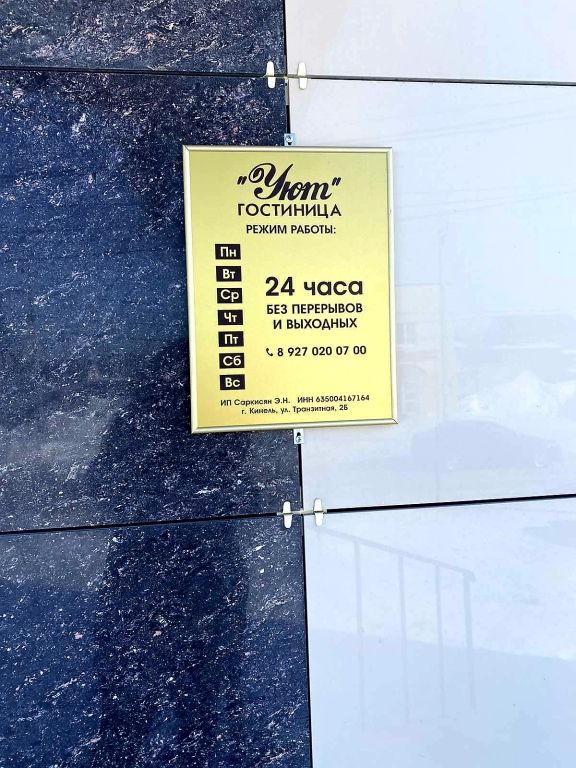 "Уют"
ГОСТИНИЦА
РЕЖИМ РАБОТЫ:
Пн
Вт
Ср
Чт
Пт
Сб
Вс
24 часа
БЕЗ ПЕРЕРЫВОВ
И ВЫХОДНЫХ
8 927 020 07 00
ИП Саркисян Э.Н. ИНН 635004167164
г. Кинель, ул. Транзитная, 2Б